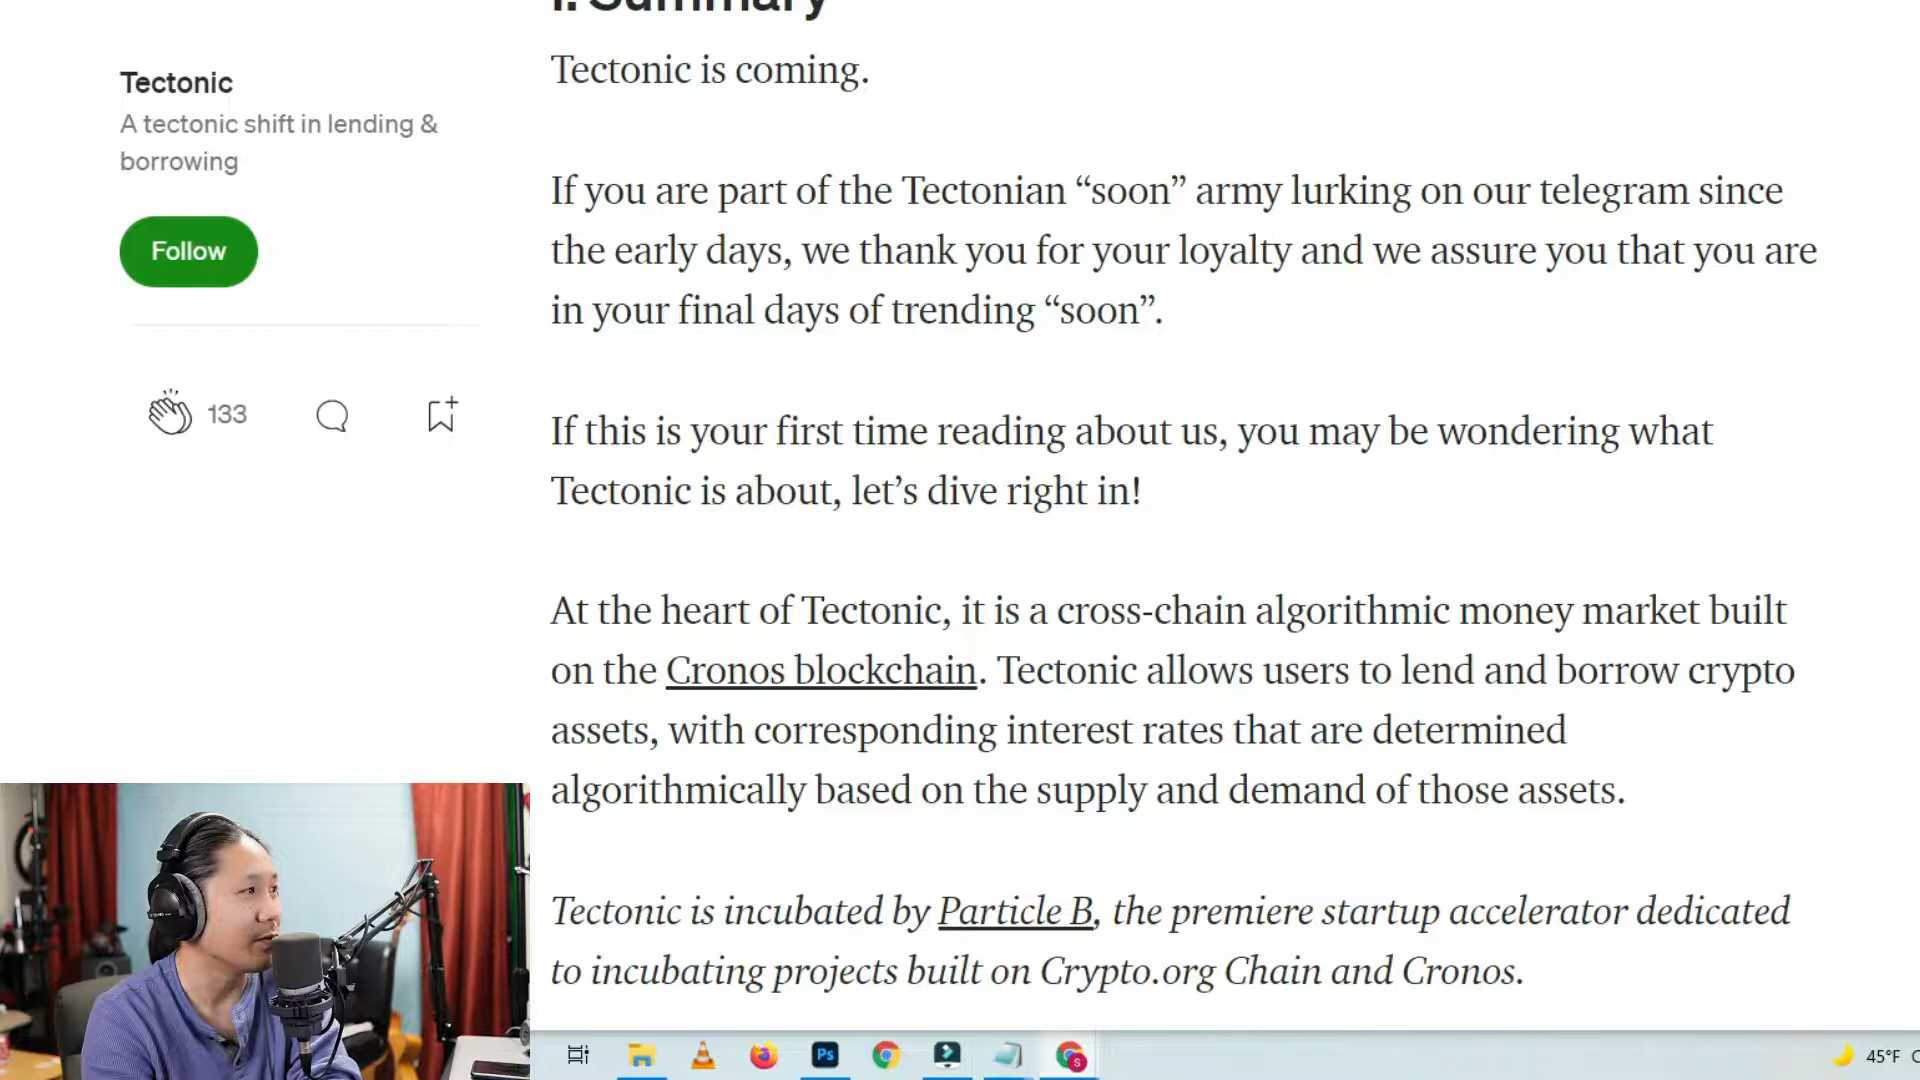 I. Summary
Tectonic
A tectonic shift in lending &
borrowing
Follow
133
Tectonic is coming.
If you are part of the Tectonian “soon” army lurking on our telegram since
the early days, we thank you for your loyalty and we assure you that you are
in your final days of trending “soon”.
If this is your first time reading about us, you may be wondering what
Tectonic is about, let’s dive right in!
At the heart of Tectonic, it is a cross-chain algorithmic money market built
on the Cronos blockchain. Tectonic allows users to lend and borrow crypto
assets, with corresponding interest rates that are determined
algorithmically based on the supply and demand of those assets.
Tectonic is incubated by Particle B, the premiere startup accelerator dedicated
to incubating projects built on Crypto.org Chain and Cronos.
Ps
S
45°F